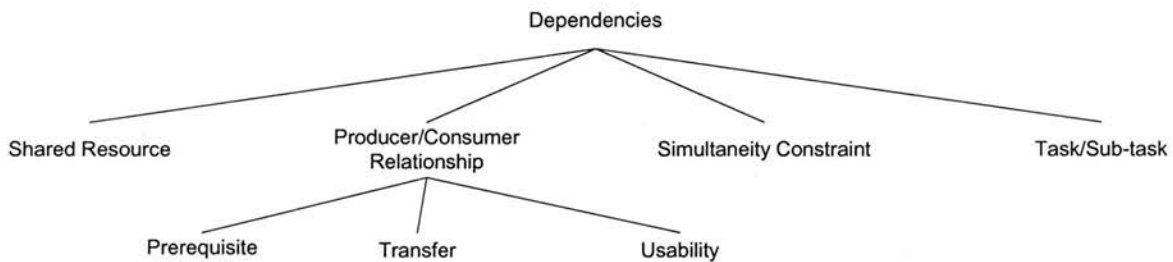 Dependencies
Shared Resource
Producer/Consumer
Relationship
Simultaneity Constraint
Task/Sub-task
Prerequisite
Transfer
Usability